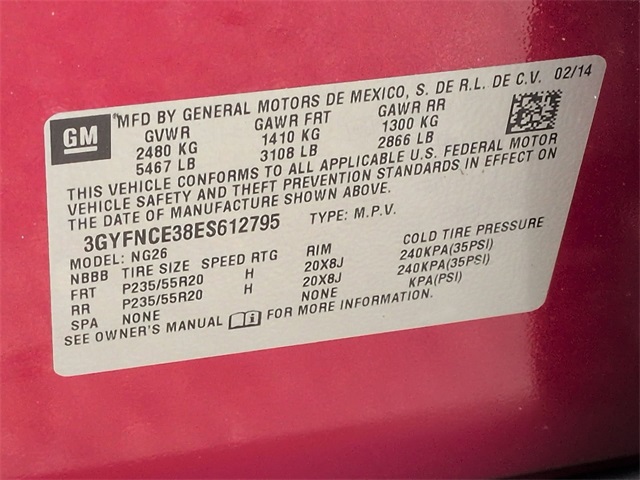 GM
MFD BY GENERAL MOTORS DE MEXICO, S. DE R.L. DE C.V. 02/14
GVWR GAWR FRT GAWR RR
2480 KG 1410 KG 1300 KG
5467 LB 3108 LB 2866 LB
THIS VEHICLE CONFORMS TO ALL APPLICABLE U.S. FEDERAL MOTOR
VEHICLE SAFETY AND THEFT PREVENTION STANDARDS IN EFFECT ON
THE DATE OF MANUFACTURE SHOWN ABOVE.
3GYFNCE38ES612795 TYPE: M.P.V.
MODEL: NG26
NBBB TIRE SIZE SPEED RTG RIM COLD TIRE PRESSURE
FRT P235/55R20 H 20X8J 240KPA(35PSI)
RR P235/55R20 H 20X8J 240KPA(35PSI)
SPA NONE NONE KPA(PSI)
SEE OWNER'S MANUAL FOR MORE INFORMATION.